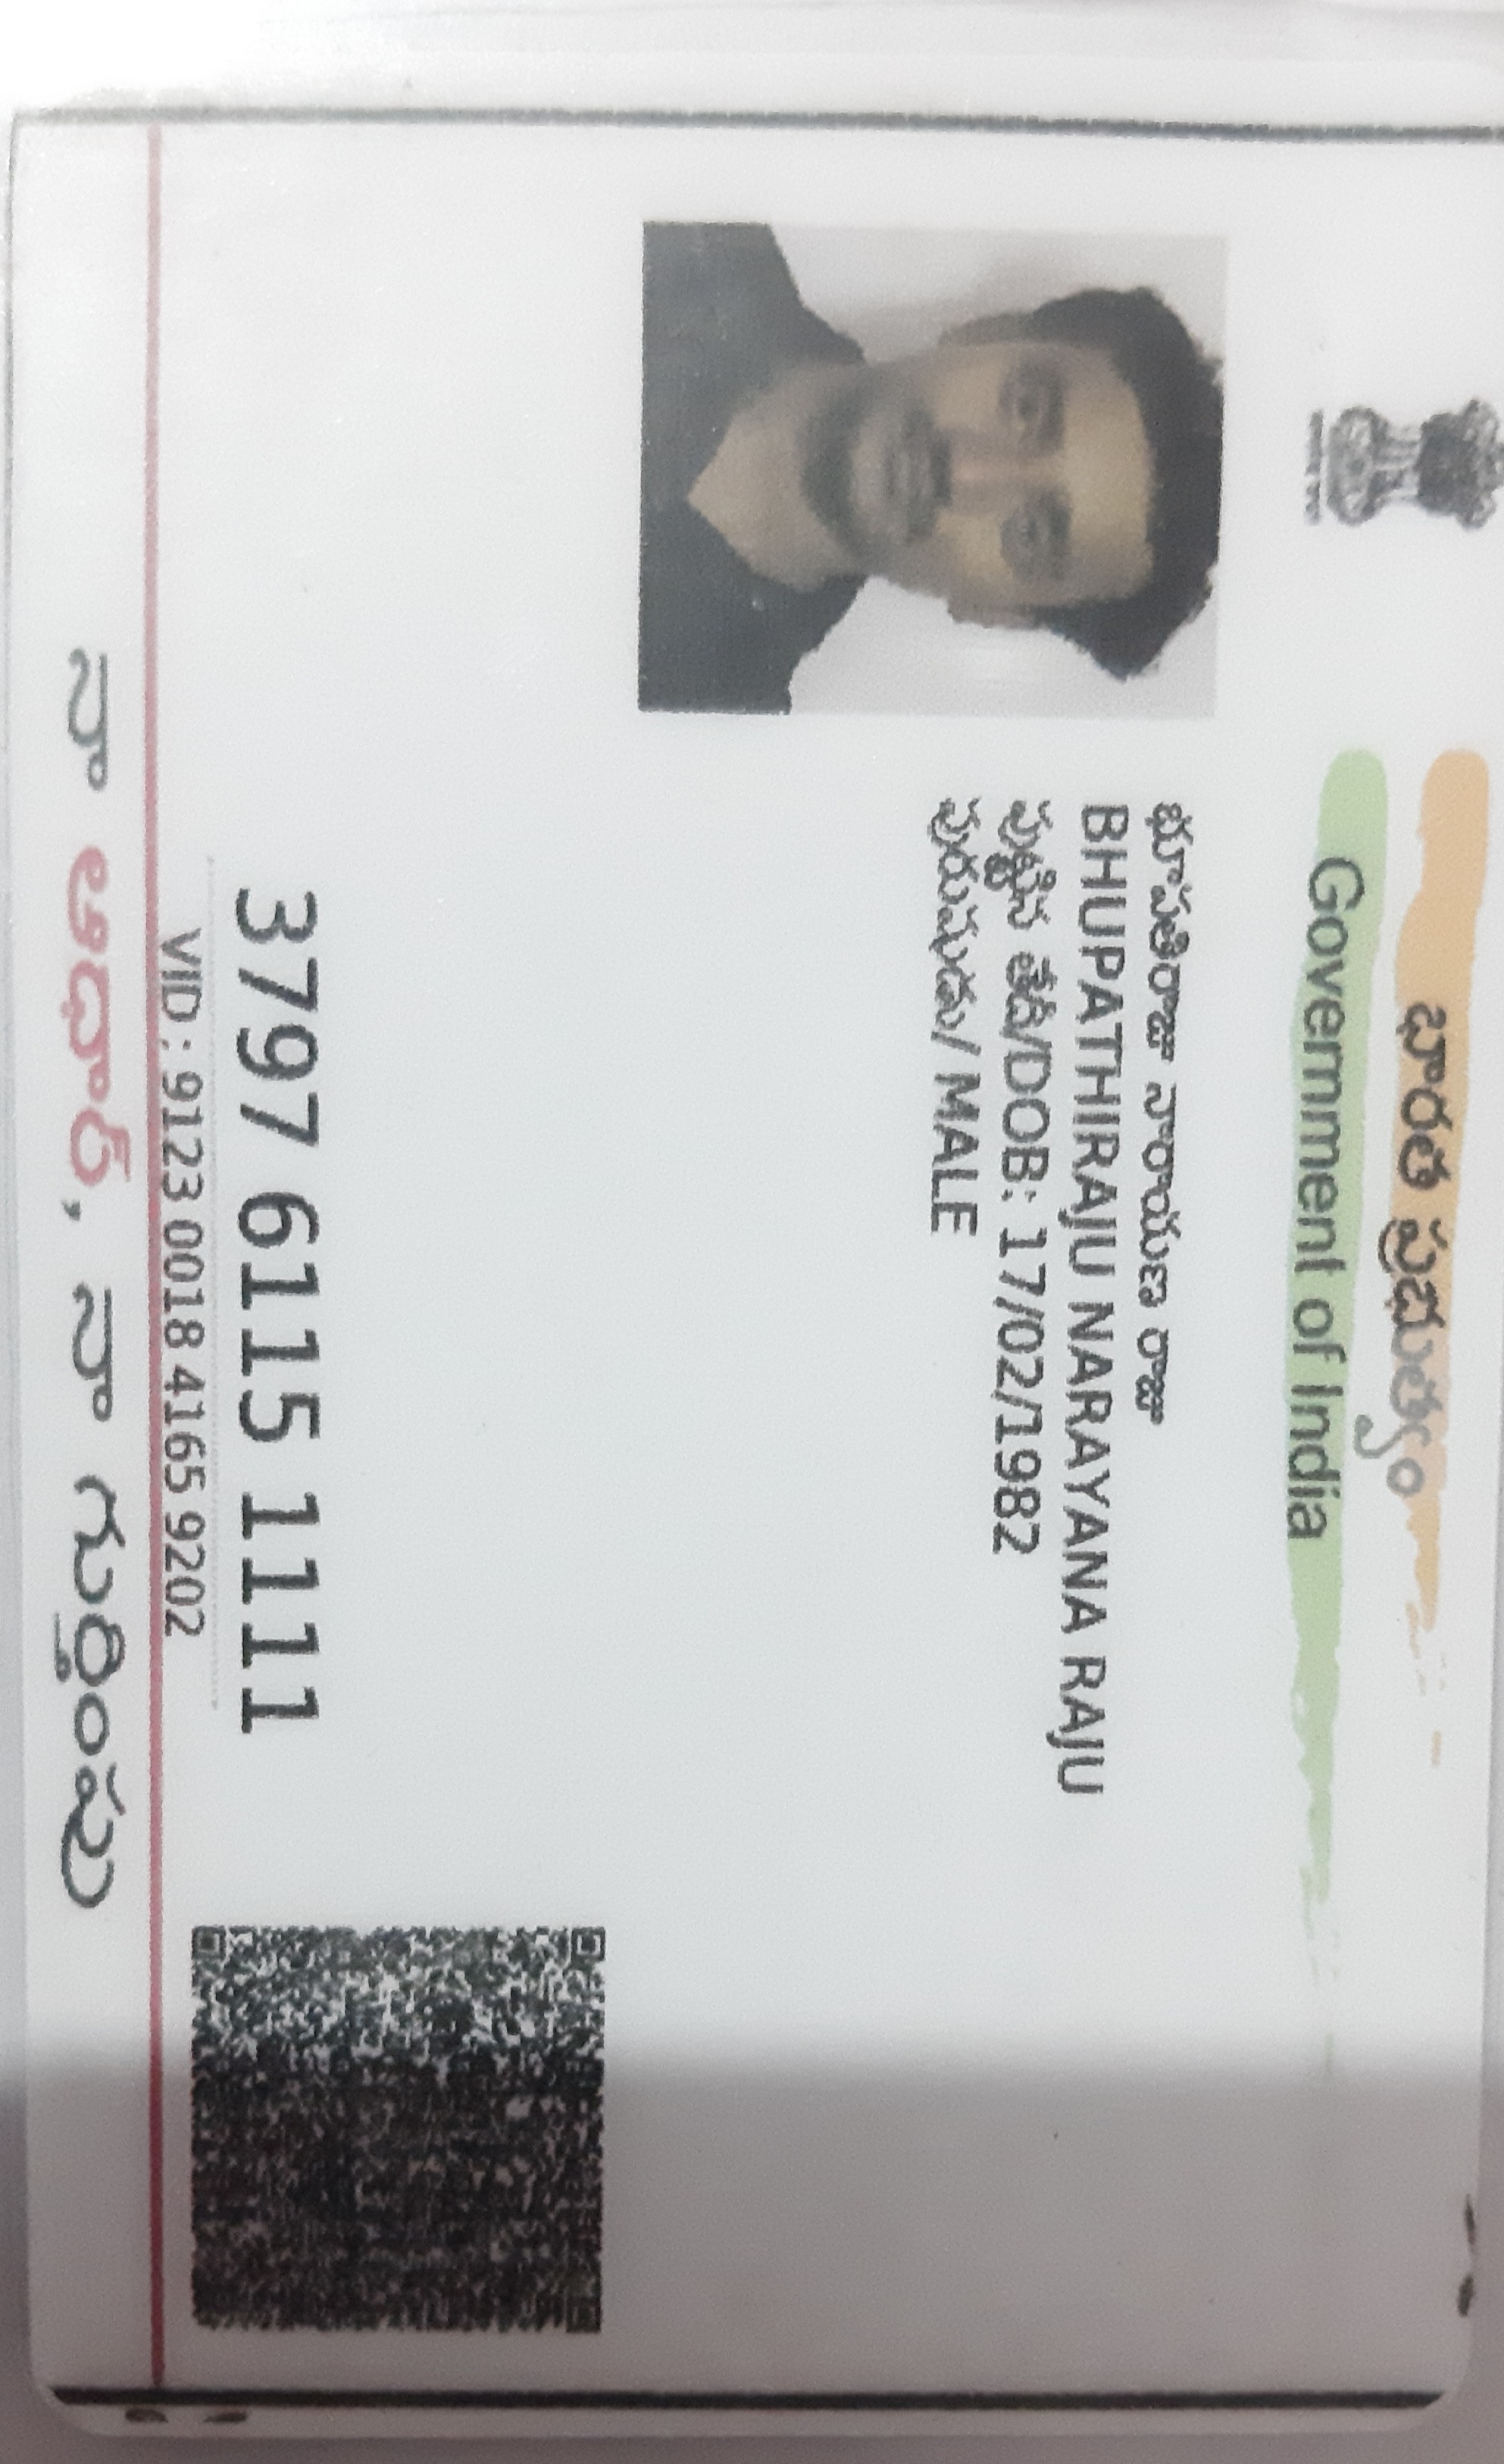 భారత ప్రభుత్వం
Government of India
భూపతిరాజు నారాయణ రాజు
BHUPATHIRAJU NARAYANA RAJU
పుట్టిన తేదీ/DOB: 17/02/1982
పురుషుడు/ MALE
3797 6115 1111
VID : 9123 0018 4165 9202
నా ఆధార్, నా గుర్తింపు